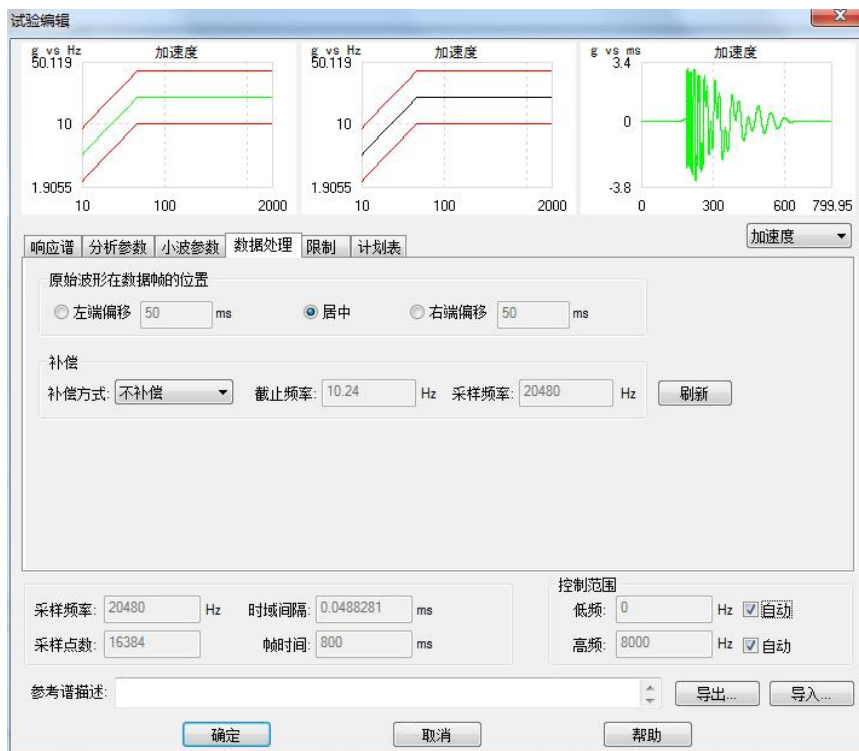 试验编辑
g vs Hz 加速度
50.119
10
1.9055
10 100 2000
g vs Hz 加速度
50.119
10
1.9055
10 100 2000
g vs ms 加速度
3.4
0
-3.8
0 300 600 799.95
加速度
响应谱 分析参数 小波参数 数据处理 限制 计划表
原始波形在数据帧的位置
左端偏移 50 ms 居中 右端偏移 50 ms
补偿
补偿方式: 不补偿 截止频率: 10.24 Hz 采样频率: 20480 Hz 刷新
采样频率: 20480 Hz 时域间隔: 0.0488281 ms
采样点数: 16384 帧时间: 800 ms
控制范围
低频: 0 Hz 自动
高频: 8000 Hz 自动
参考谱描述: 导出... 导入...
确定 取消 帮助